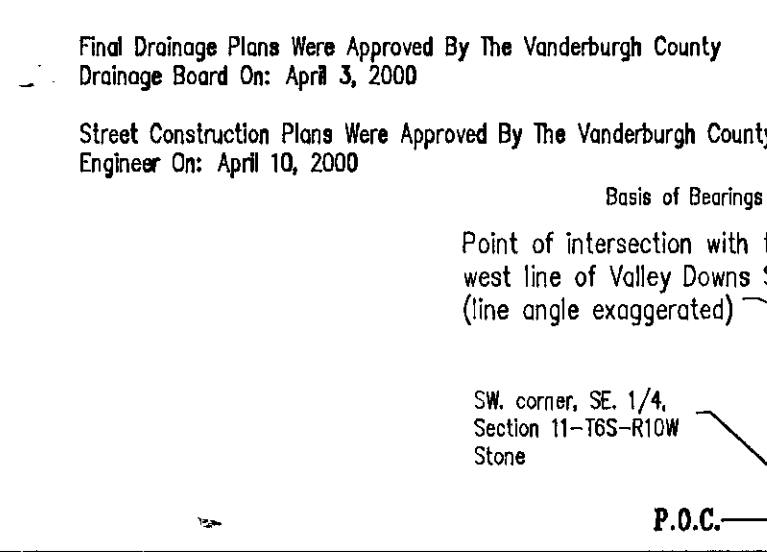 Final Drainage Plans Were Approved By The Vanderburgh County
Drainage Board On: April 3, 2000
Street Construction Plans Were Approved By The Vanderburgh County
Engineer On: April 10, 2000
Basis of Bearings
Point of intersection with
west line of Valley Downs
(line angle exaggerated)
SW. corner, SE. 1/4,
Section 11-T6S-R10W
Stone
P.O.C.